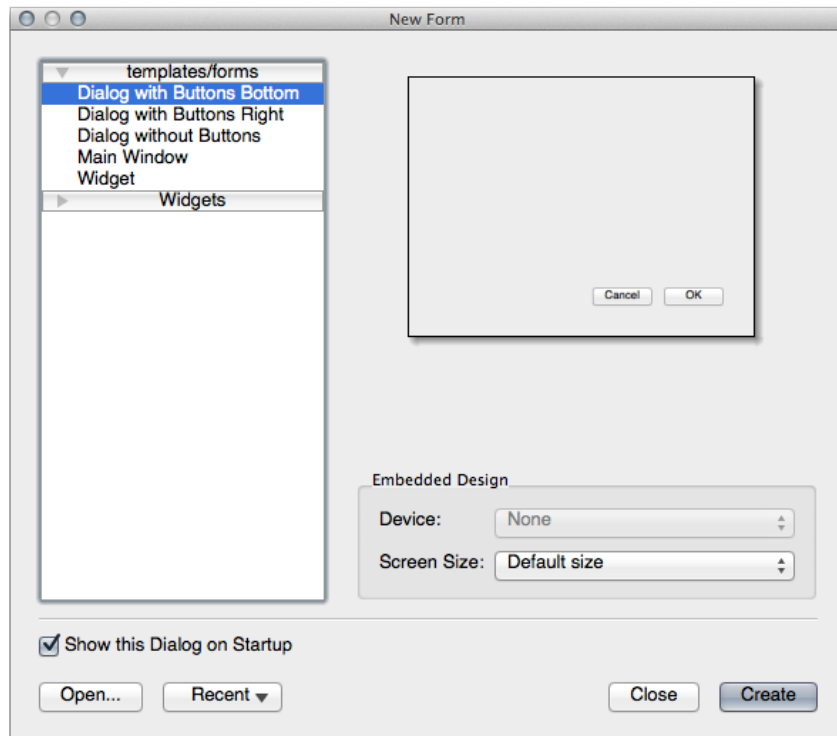 New Form
templates/forms
Dialog with Buttons Bottom
Dialog with Buttons Right
Dialog without Buttons
Main Window
Widget
Widgets
Cancel OK
Embedded Design
Device: None
Screen Size: Default size
Show this Dialog on Startup
Open... Recent Close Create